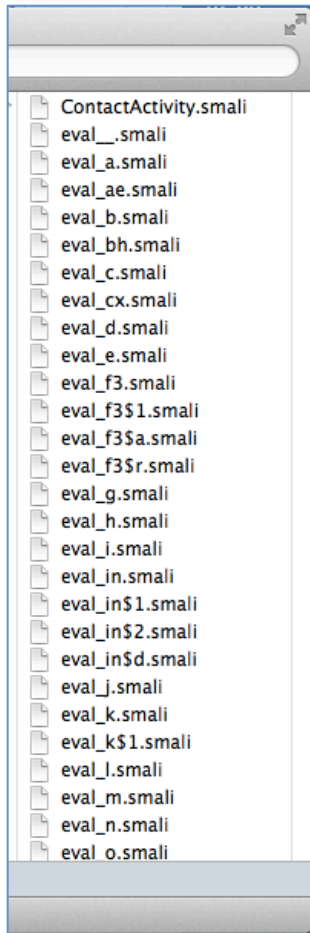 ContactActivity.smali
eval__.smali
eval_a.smali
eval_ae.smali
eval_b.smali
eval_bh.smali
eval_c.smali
eval_cx.smali
eval_d.smali
eval_e.smali
eval_f3.smali
eval_f3$1.smali
eval_f3$a.smali
eval_f3$r.smali
eval_g.smali
eval_h.smali
eval_i.smali
eval_in.smali
eval_in$1.smali
eval_in$2.smali
eval_in$d.smali
eval_j.smali
eval_k.smali
eval_k$1.smali
eval_l.smali
eval_m.smali
eval_n.smali
eval_o.smali